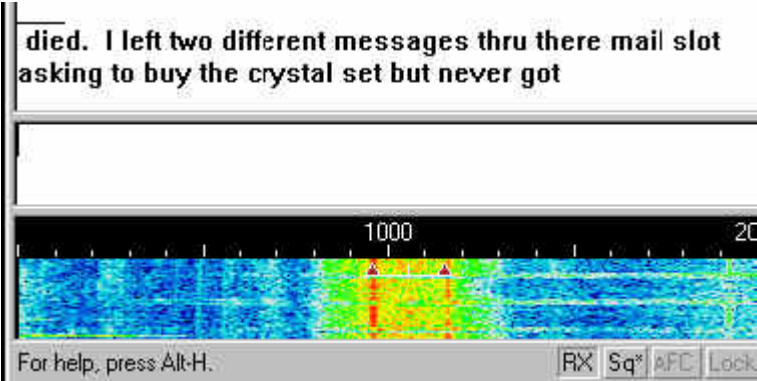 died. I left two different messages thru there mail slot
asking to buy the crystal set but never got
1000
20
For help, press Alt-H.
RX Sq* AFC Lock